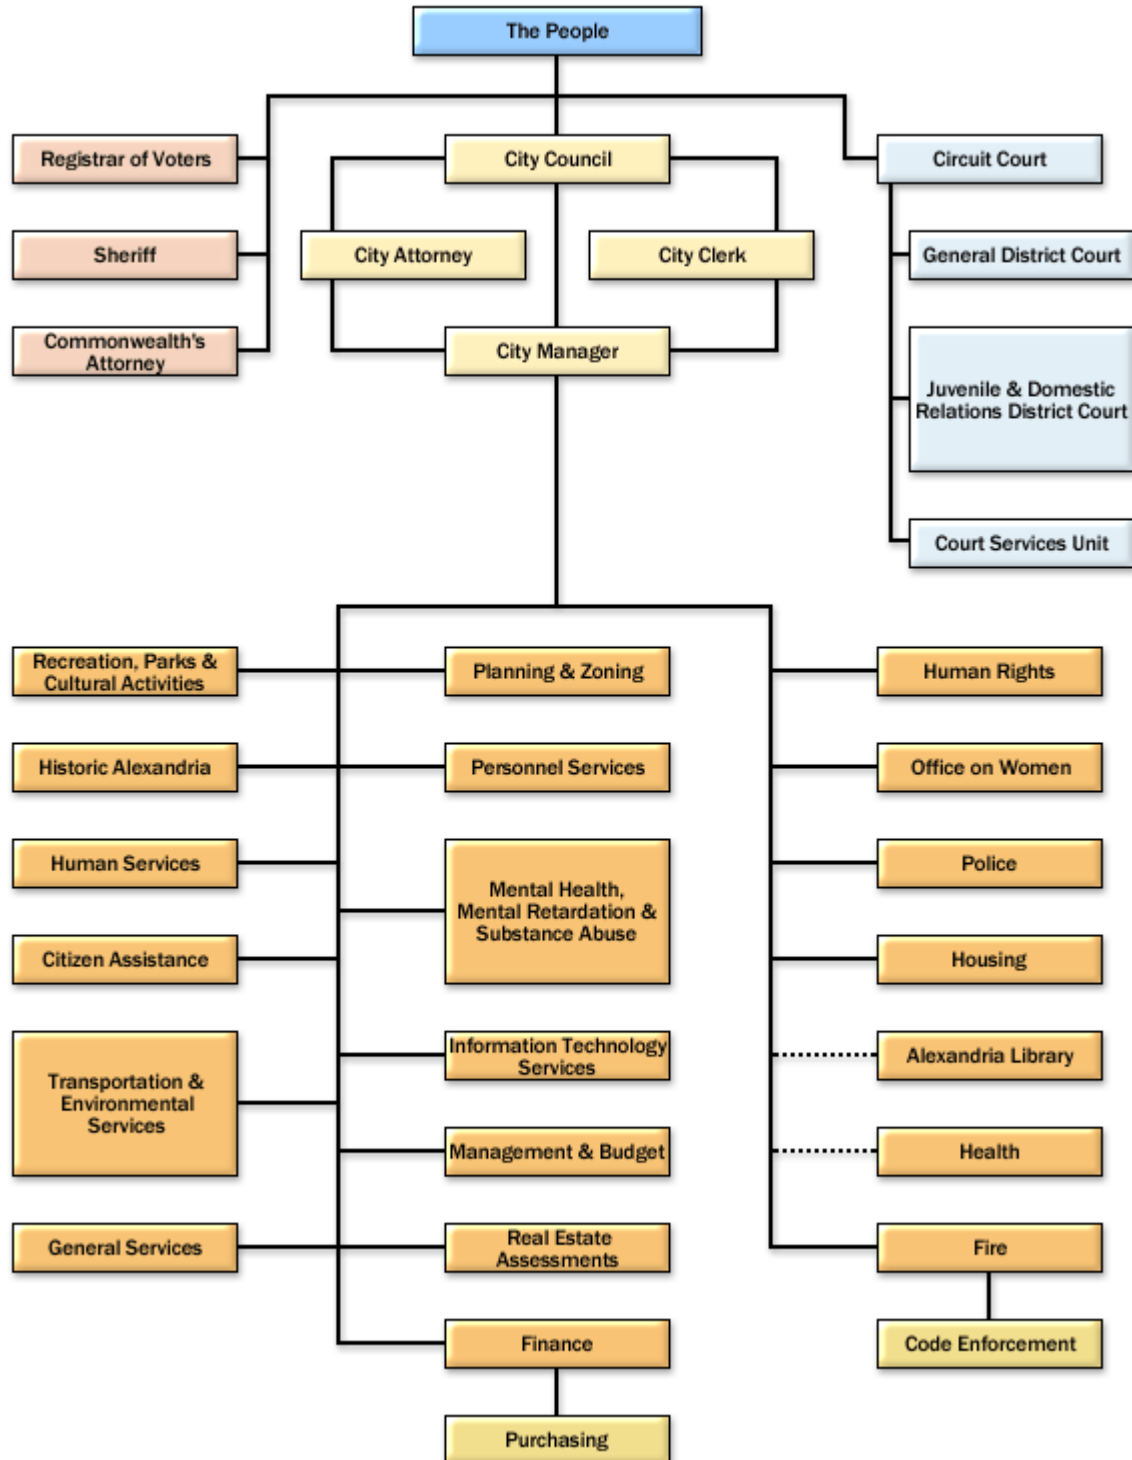 The People
Registrar of Voters
City Council
Circuit Court
Sheriff
City Attorney
City Clerk
General District Court
Commonwealth's
Attorney
City Manager
Juvenile & Domestic
Relations District Court
Court Services Unit
Recreation, Parks &
Cultural Activities
Planning & Zoning
Human Rights
Historic Alexandria
Personnel Services
Office on Women
Human Services
Mental Health,
Mental Retardation &
Substance Abuse
Police
Citizen Assistance
Housing
Transportation &
Environmental
Services
Information Technology
Services
Alexandria Library
Management & Budget
Health
General Services
Real Estate
Assessments
Fire
Finance
Code Enforcement
Purchasing